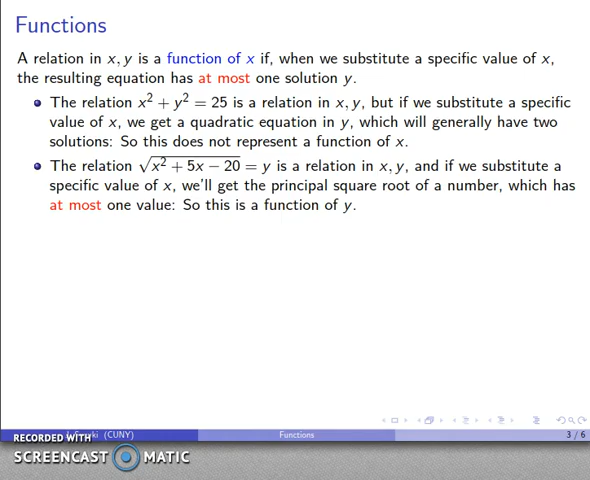 Functions
A relation in x, y is a function of x if, when we substitute a specific value of x,
the resulting equation has at most one solution y.
The relation x² + y² = 25 is a relation in x, y, but if we substitute a specific
value of x, we get a quadratic equation in y, which will generally have two
solutions: So this does not represent a function of x.
The relation √(x² + 5x − 20) = y is a relation in x, y, and if we substitute a
specific value of x, we'll get the principal square root of a number, which has
at most one value: So this is a function of y.
(CUNY) Functions 3 / 6
RECORDED WITH
SCREENCAST MATIC